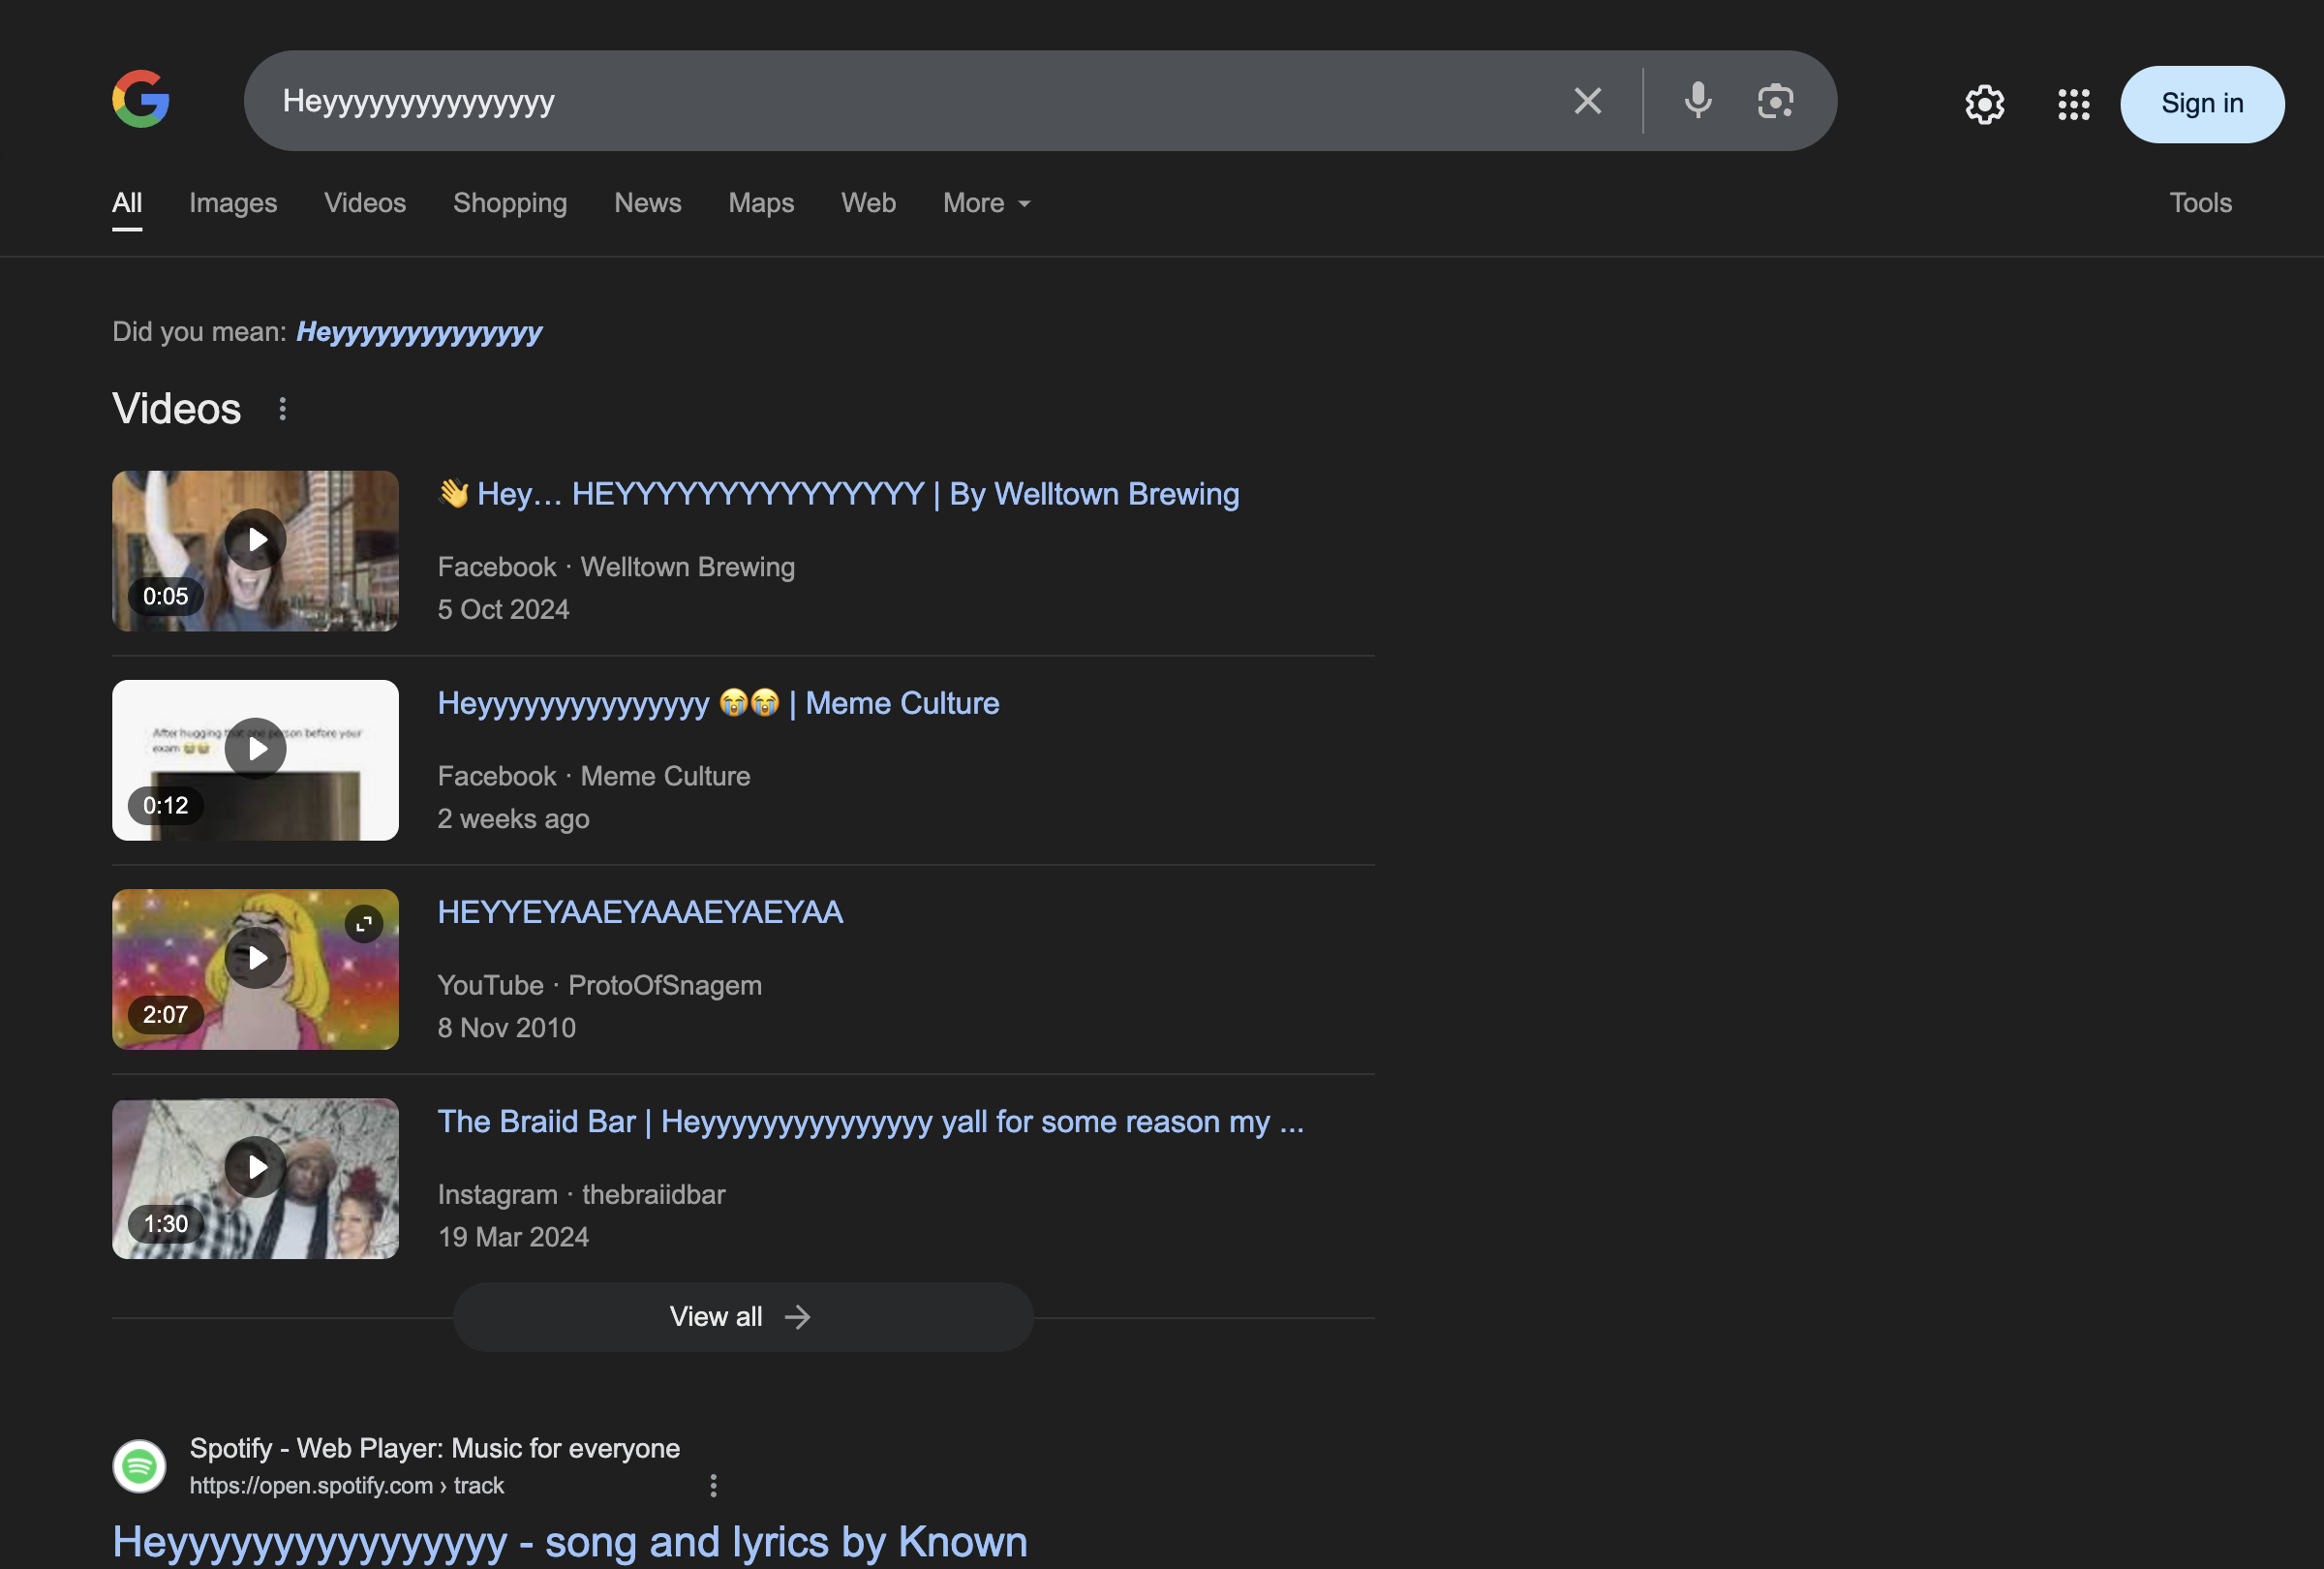 Heyyyyyyyyyyyyyyy
Sign in
All Images Videos Shopping News Maps Web More Tools
Did you mean: Heyyyyyyyyyyyyyy
Videos
👋 Hey… HEYYYYYYYYYYYYYYY | By Welltown Brewing
Facebook · Welltown Brewing
5 Oct 2024
0:05
Heyyyyyyyyyyyyyyy 😭😭 | Meme Culture
After hugging that one person before your
exam 😭😭
Facebook · Meme Culture
2 weeks ago
0:12
HEYYEYAAEYAAAEYAEYAA
YouTube · ProtoOfSnagem
8 Nov 2010
2:07
The Braiid Bar | Heyyyyyyyyyyyyyyy yall for some reason my ...
Instagram · thebraiidbar
19 Mar 2024
1:30
View all
Spotify - Web Player: Music for everyone
https://open.spotify.com › track
Heyyyyyyyyyyyyyyyy - song and lyrics by Known